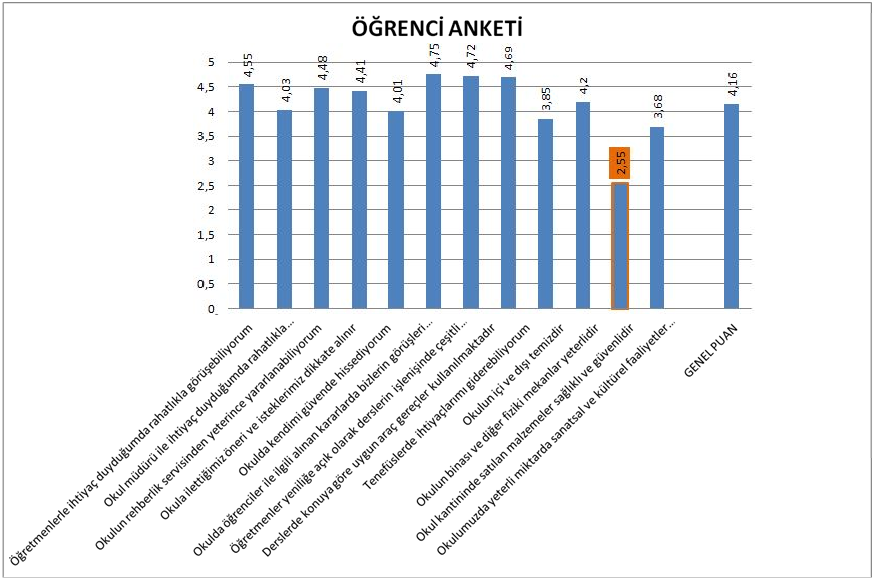 ÖĞRENCİ ANKETİ
5
4,5
4
3,5
3
2,5
2
1,5
1
0,5
0
4,55
4,03
4,48
4,41
4,01
4,75
4,72
4,69
3,85
4,2
2,55
3,68
4,16
Öğretmenlerle ihtiyaç duyduğumda rahatlıkla görüşebiliyorum
Okul müdürü ile ihtiyaç duyduğumda rahatlıkla...
Okulun rehberlik servisinden yeterince yararlanabiliyorum
Okula ilettiğimiz öneri ve isteklerimiz dikkate alınır
Okulda kendimi güvende hissediyorum
Okulda öğrenciler ile ilgili alınan kararlarda bizlerin görüşleri...
Öğretmenler yeniliğe açık olarak derslerin işlenişinde çeşitli...
Derslerde konuya göre uygun araç gereçler kullanılmaktadır
Tenefüslerde ihtiyaçlarımı giderebiliyorum
Okulun içi ve dışı temizdir
Okulun binası ve diğer fiziki mekanlar yeterlidir
Okul kantininde satılan malzemeler sağlıklı ve güvenlidir
Okulumuzda yeterli miktarda sanatsal ve kültürel faaliyetler...
GENEL PUAN